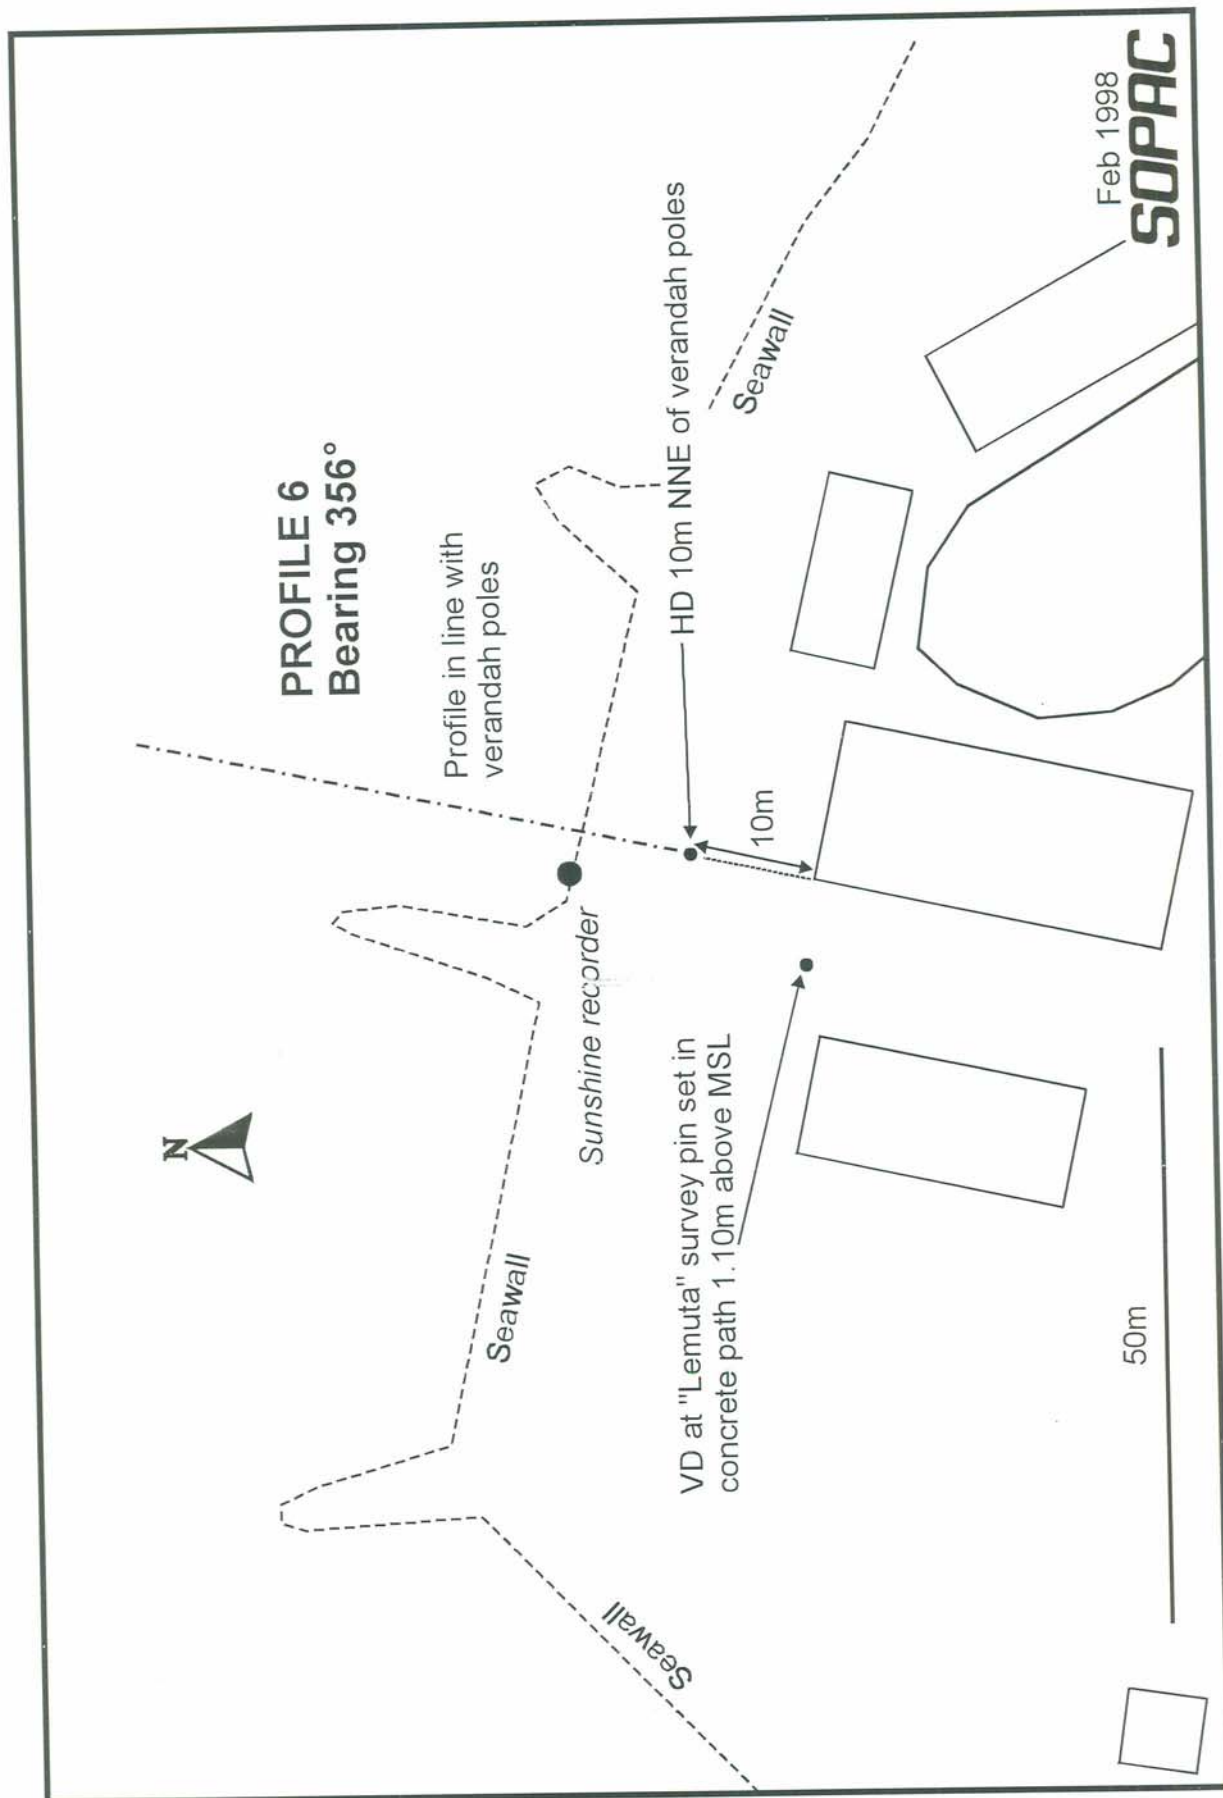 N
PROFILE 6
Bearing 356°
Profile in line with
verandah poles
Seawall
Sunshine recorder
HD 10m NNE of verandah poles
Seawall
10m
Seawall
VD at "Lemuta" survey pin set in
concrete path 1.10m above MSL
50m
Feb 1998
SOPAC